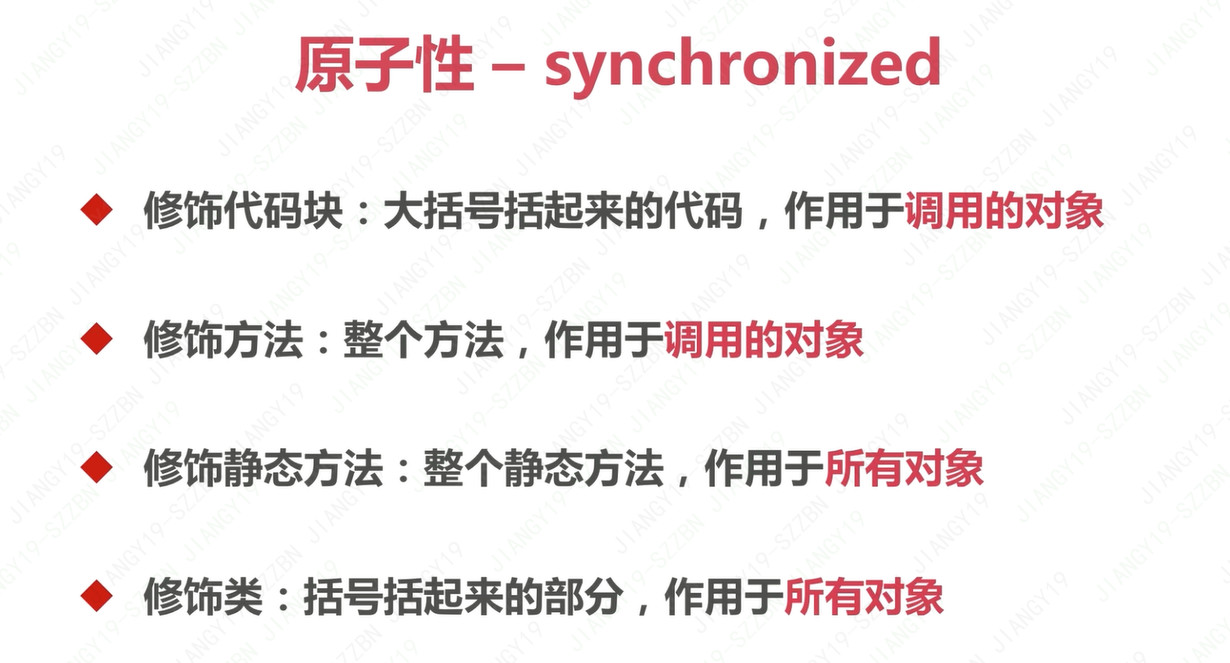 原子性 – synchronized
修饰代码块：大括号括起来的代码，作用于调用的对象
修饰方法：整个方法，作用于调用的对象
修饰静态方法：整个静态方法，作用于所有对象
修饰类：括号括起来的部分，作用于所有对象
JIANGY19-SZZBN